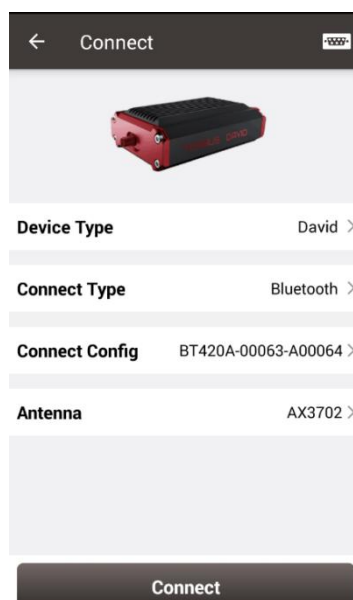 Connect
Device Type David
Connect Type Bluetooth
Connect Config BT420A-00063-A00064
Antenna AX3702
Connect